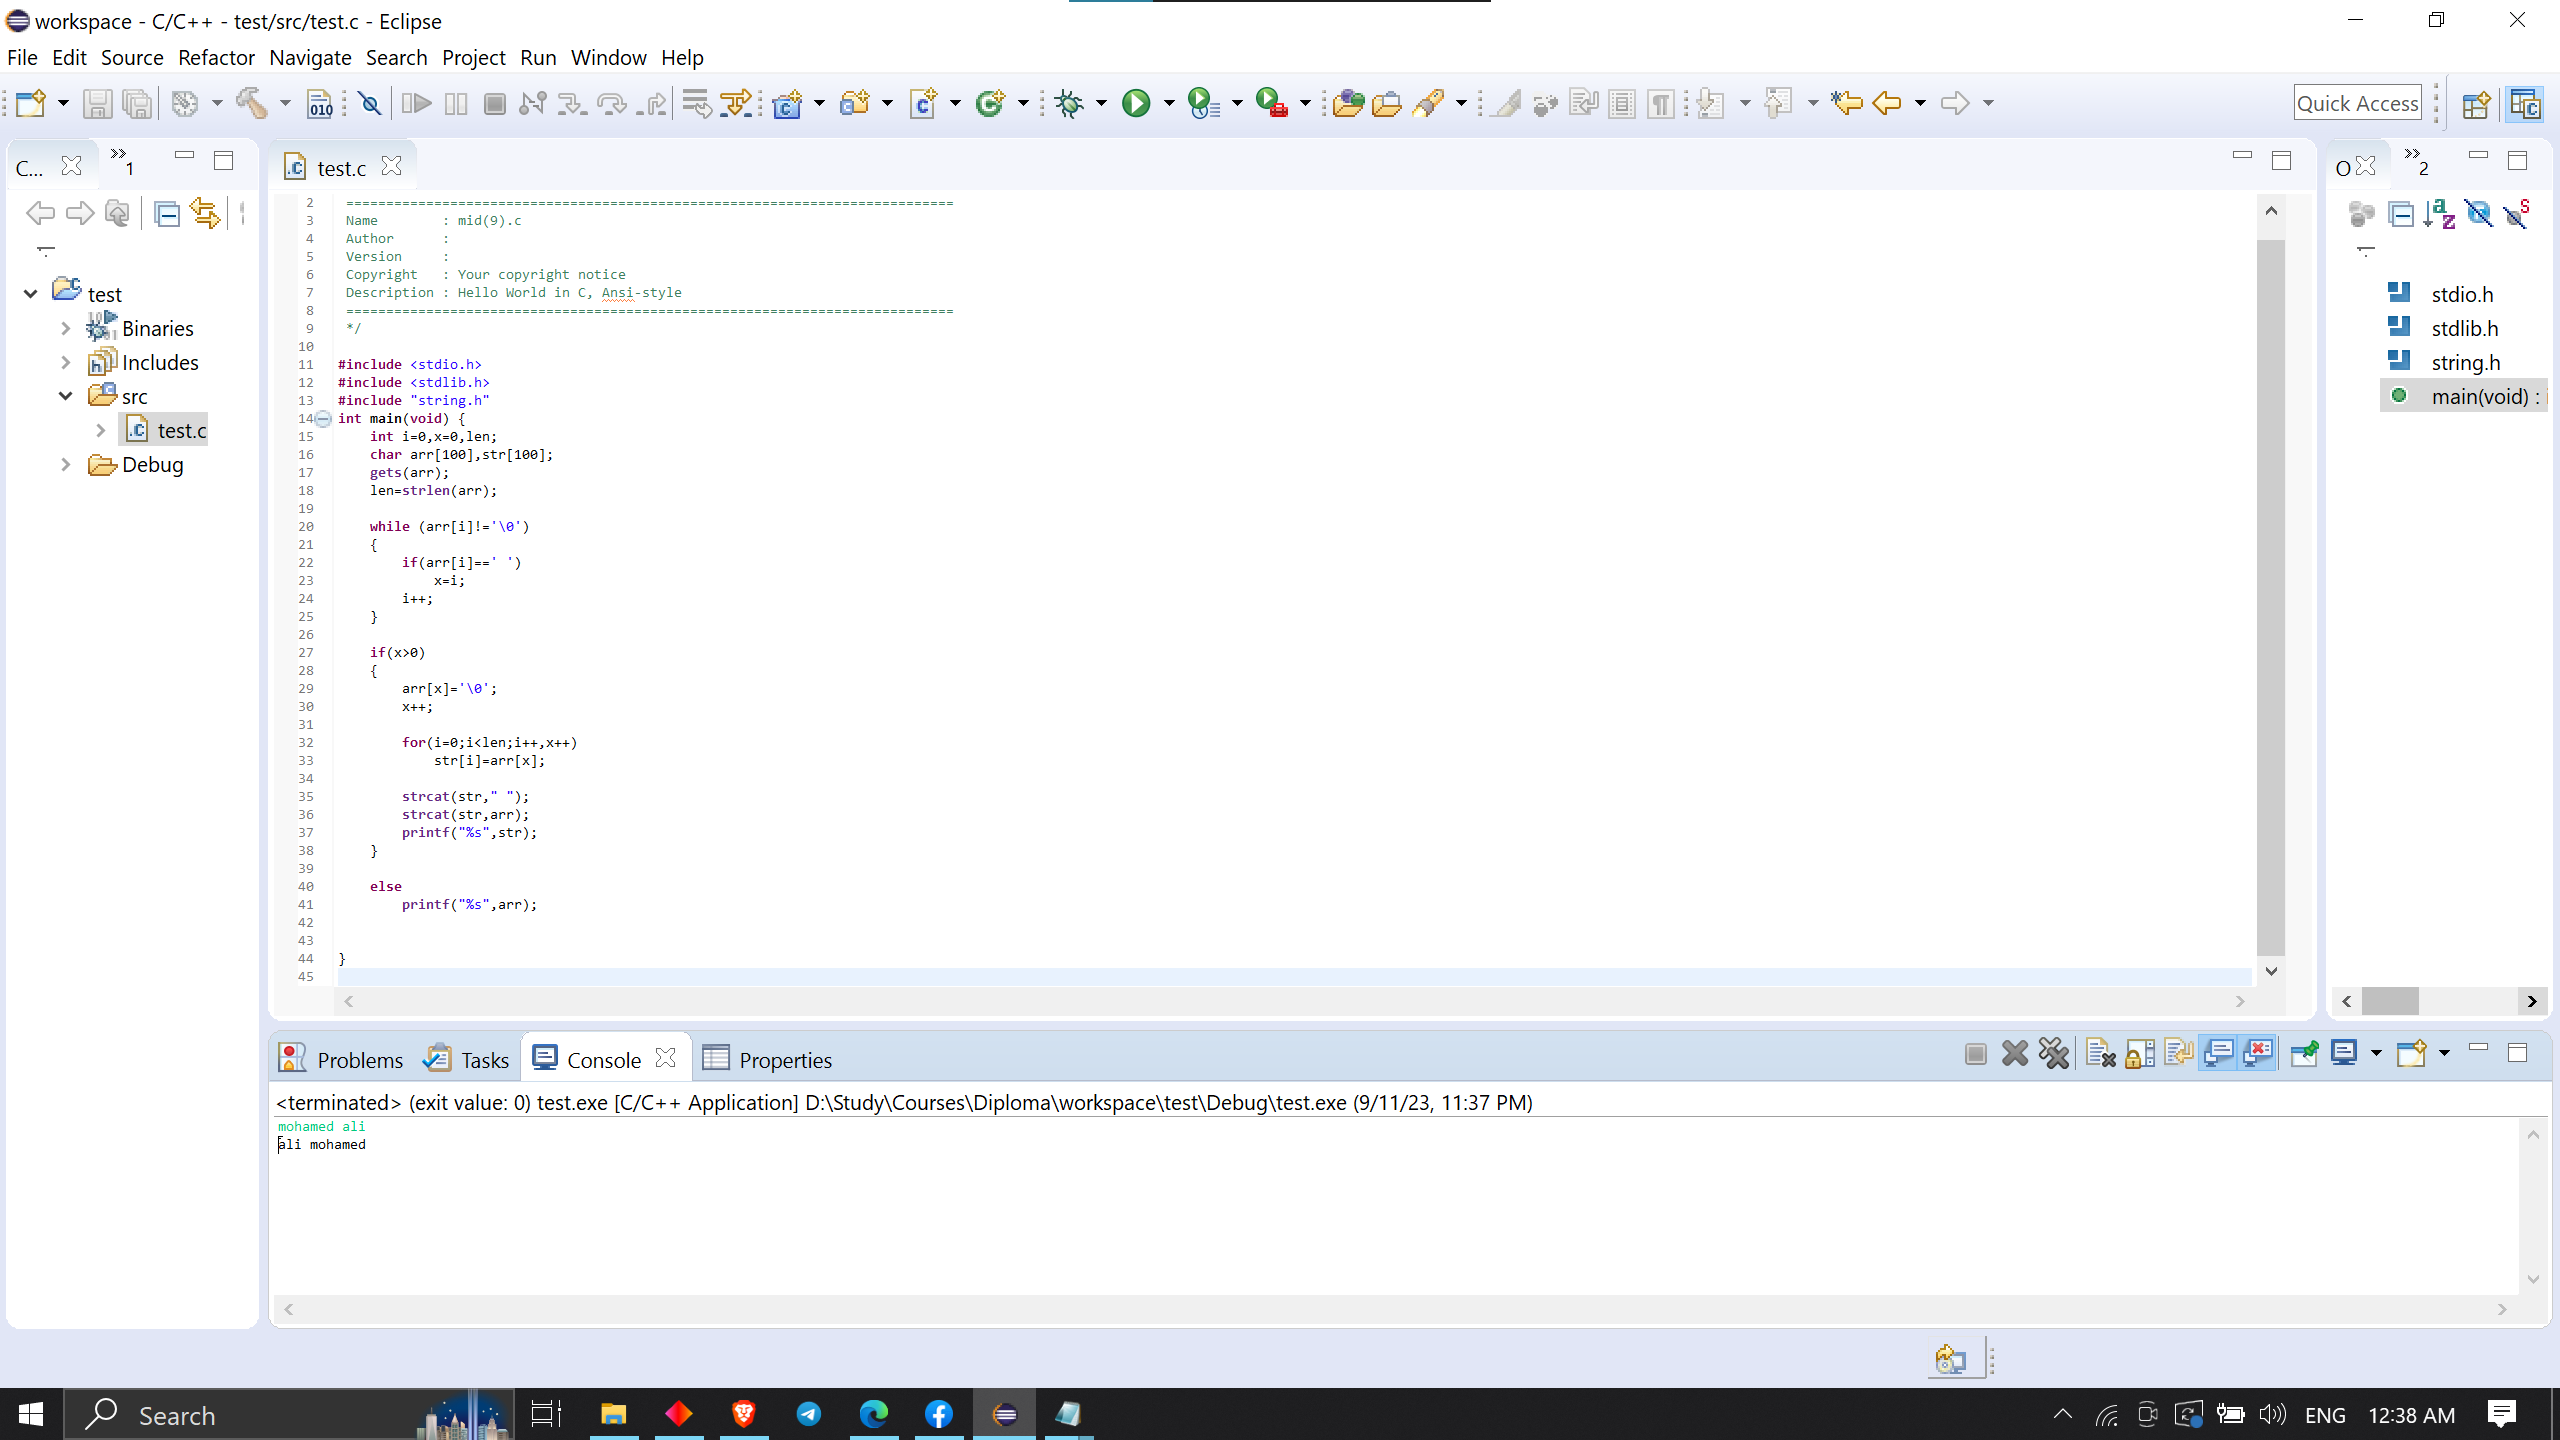 workspace - C/C++ - test/src/test.c - Eclipse
File Edit Source Refactor Navigate Search Project Run Window Help
Quick Access
C...
1
test.c
O
2
test
Binaries
Includes
src
test.c
Debug
2 ============================================================================
3 Name : mid(9).c
4 Author :
5 Version :
6 Copyright : Your copyright notice
7 Description : Hello World in C, Ansi-style
8 ============================================================================
9 */
10
11 #include <stdio.h>
12 #include <stdlib.h>
13 #include "string.h"
14 int main(void) {
15 int i=0,x=0,len;
16 char arr[100],str[100];
17 gets(arr);
18 len=strlen(arr);
19
20 while (arr[i]!='\0')
21 {
22 if(arr[i]==' ')
23 x=i;
24 i++;
25 }
26
27 if(x>0)
28 {
29 arr[x]='\0';
30 x++;
31
32 for(i=0;i<len;i++,x++)
33 str[i]=arr[x];
34
35 strcat(str," ");
36 strcat(str,arr);
37 printf("%s",str);
38 }
39
40 else
41 printf("%s",arr);
42
43
44 }
45
stdio.h
stdlib.h
string.h
main(void) : i
Problems Tasks Console Properties
<terminated> (exit value: 0) test.exe [C/C++ Application] D:\Study\Courses\Diploma\workspace\test\Debug\test.exe (9/11/23, 11:37 PM)
mohamed ali
ali mohamed
Search
ENG 12:38 AM